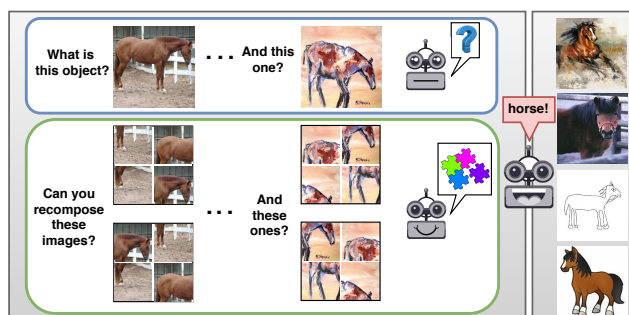 What is
this object?
...
And this
one?
?
horse!
Can you
recompose
these
images?
...
And
these
ones?